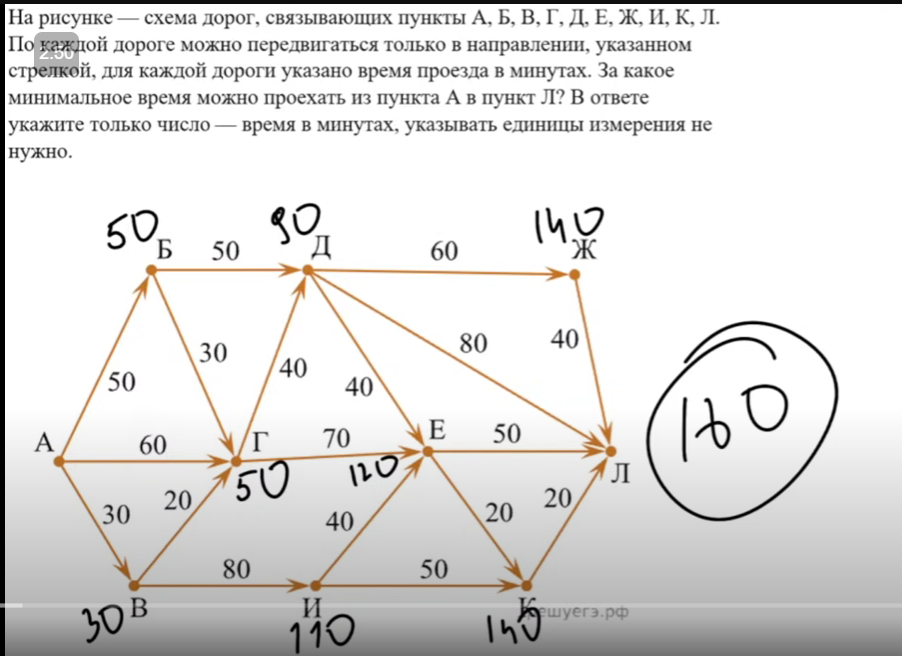 На рисунке — схема дорог, связывающих пункты А, Б, В, Г, Д, Е, Ж, И, К, Л.
По каждой дороге можно передвигаться только в направлении, указанном
2:50
стрелкой, для каждой дороги указано время проезда в минутах. За какое
минимальное время можно проехать из пункта А в пункт Л? В ответе
укажите только число — время в минутах, указывать единицы измерения не
нужно.
50 90 140
Б 50 Д 60 Ж
30 40 80 40
50 40
160
А 60 Г 70 Е 50 Л
50 120
30 20 40 20 20
80 50
В И К ешуегэ.рф
30 110 140